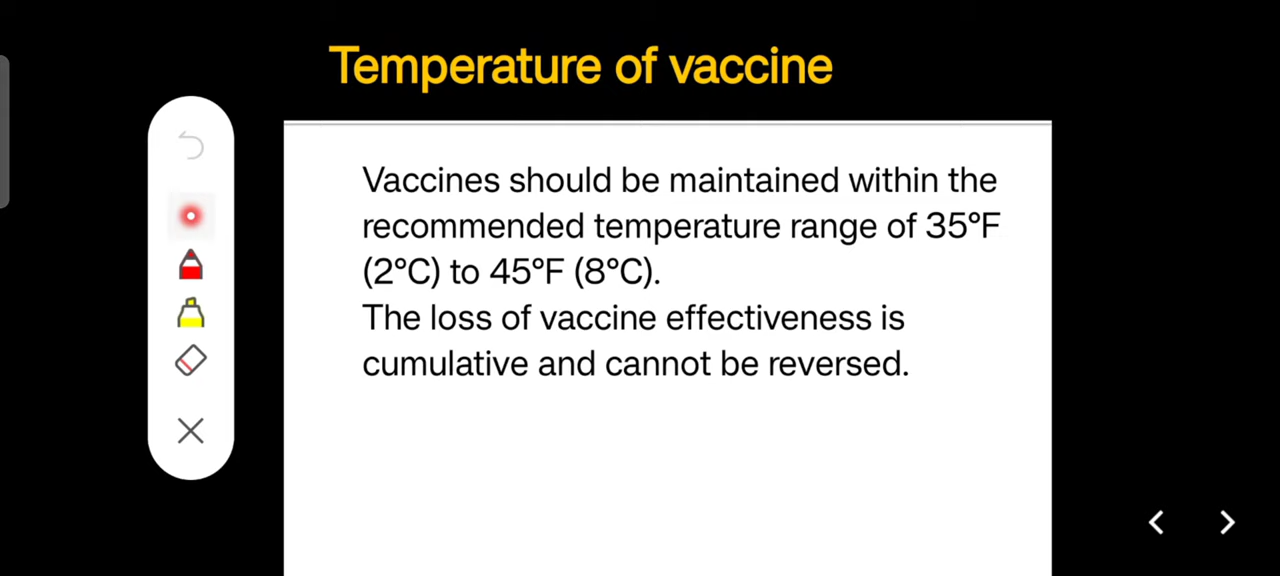 Temperature of vaccine
Vaccines should be maintained within the
recommended temperature range of 35°F
(2°C) to 45°F (8°C).
The loss of vaccine effectiveness is
cumulative and cannot be reversed.